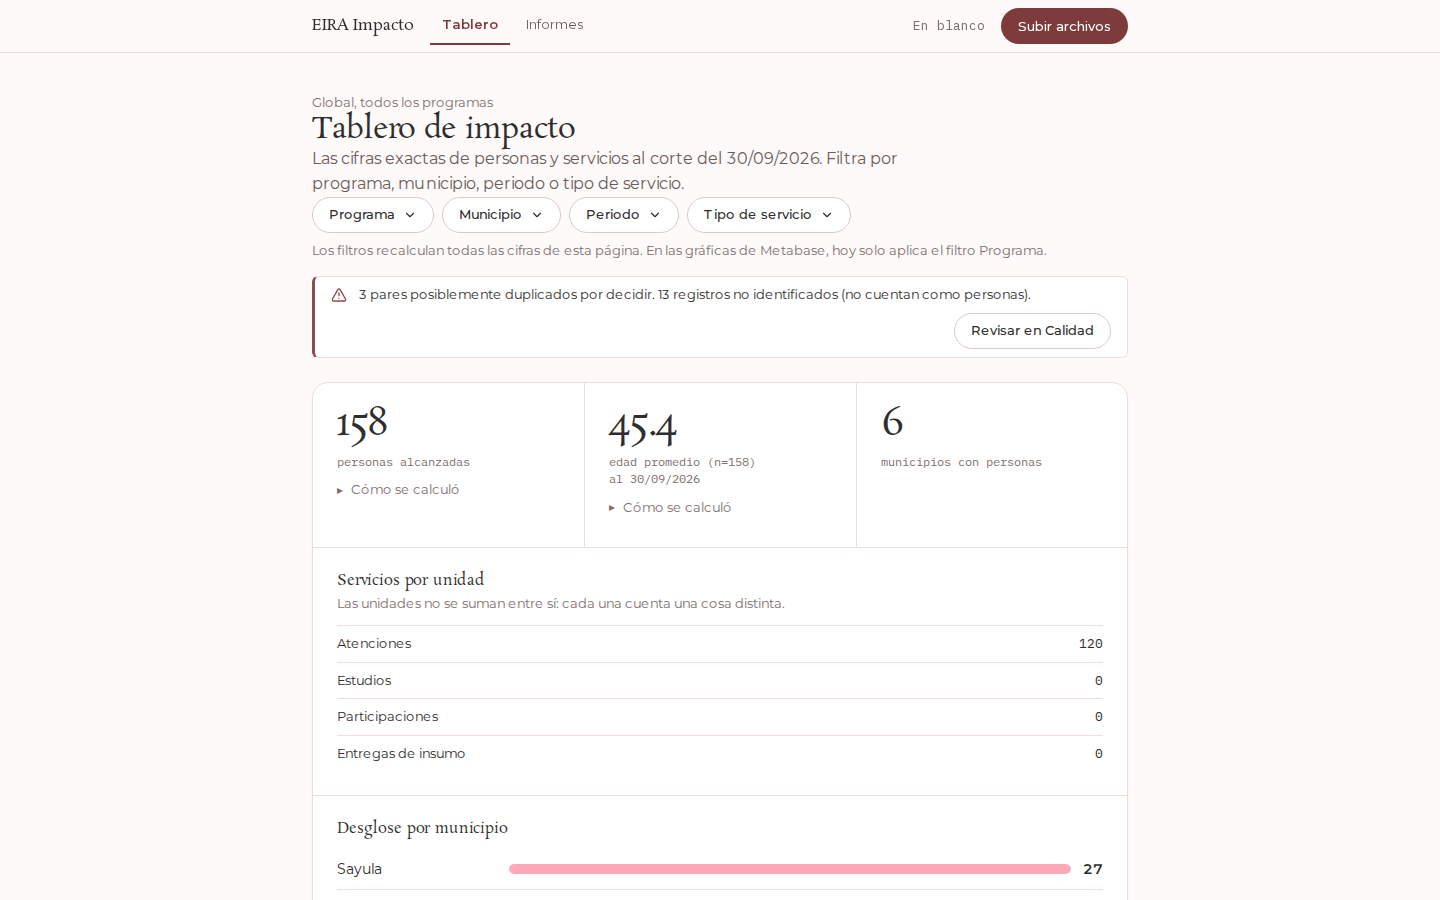 EIRA Impacto
Tablero
Informes
En blanco
Subir archivos
Global, todos los programas
Tablero de impacto
Las cifras exactas de personas y servicios al corte del 30/09/2026. Filtra por
programa, municipio, periodo o tipo de servicio.
Programa
Municipio
Periodo
Tipo de servicio
Los filtros recalculan todas las cifras de esta página. En las gráficas de Metabase, hoy solo aplica el filtro Programa.
3 pares posiblemente duplicados por decidir. 13 registros no identificados (no cuentan como personas).
Revisar en Calidad
158
personas alcanzadas
▸ Cómo se calculó
45.4
edad promedio (n=158)
al 30/09/2026
▸ Cómo se calculó
6
municipios con personas
Servicios por unidad
Las unidades no se suman entre sí: cada una cuenta una cosa distinta.
Atenciones 120
Estudios 0
Participaciones 0
Entregas de insumo 0
Desglose por municipio
Sayula 27